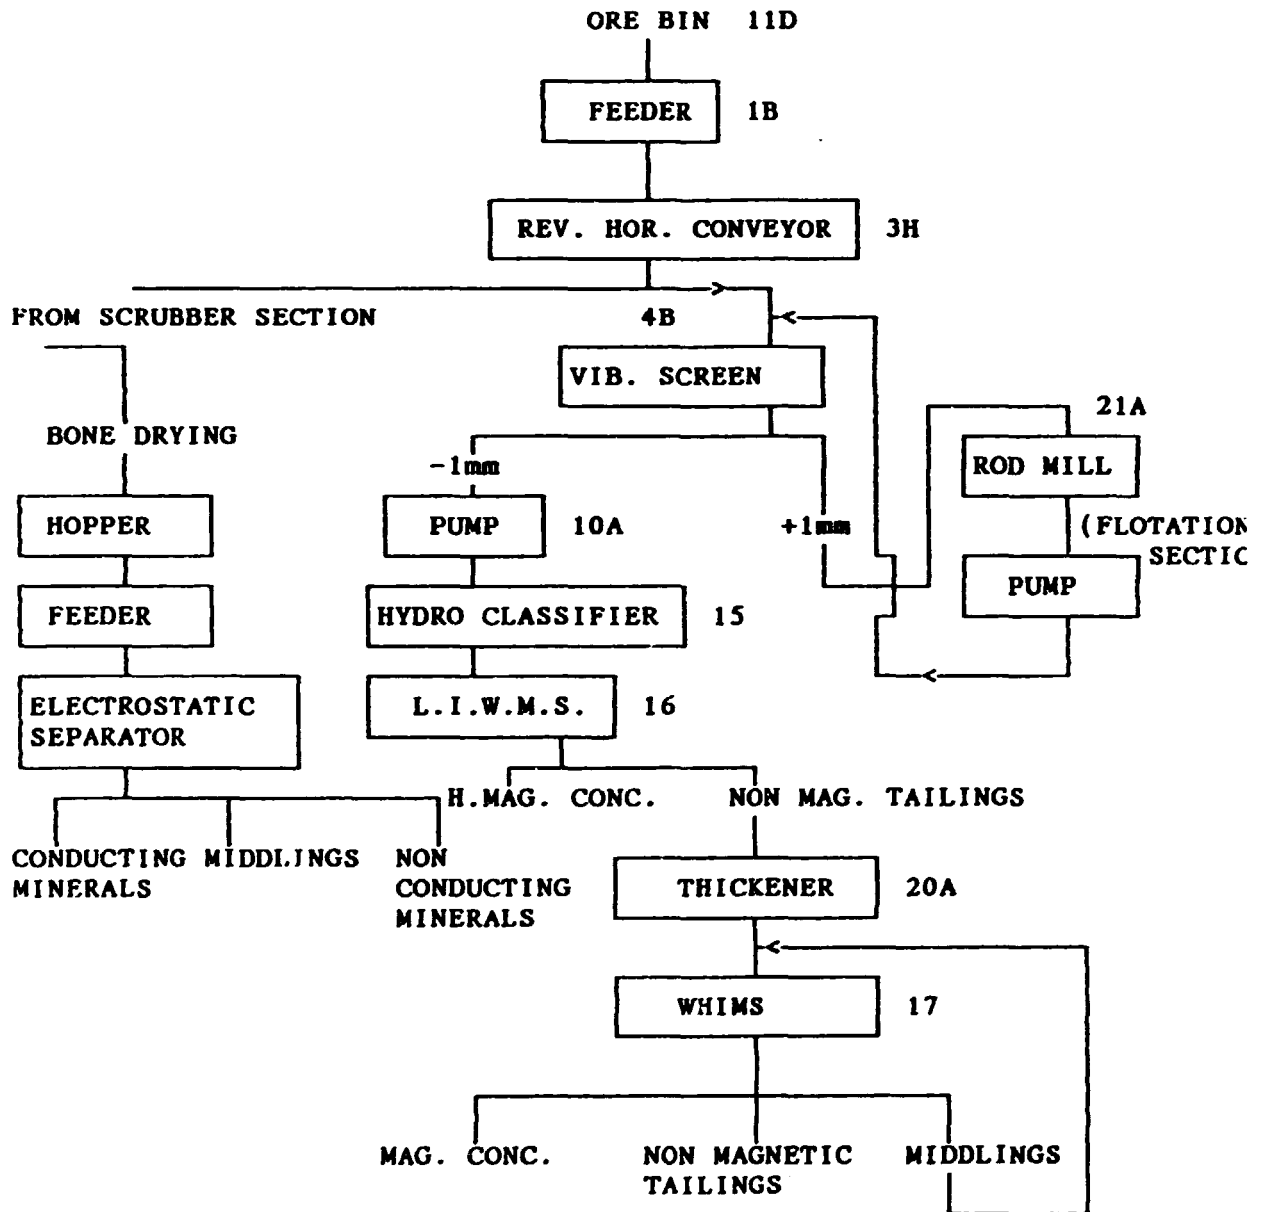 ORE BIN 11D
FEEDER 1B
REV. HOR. CONVEYOR 3H
FROM SCRUBBER SECTION
4B
VIB. SCREEN
21A
BONE DRYING
-1mm
ROD MILL
HOPPER
PUMP 10A
+1mm
(FLOTATION
SECTIO
PUMP
FEEDER
HYDRO CLASSIFIER 15
ELECTROSTATIC
SEPARATOR
L.I.W.M.S. 16
H.MAG. CONC.
NON MAG. TAILINGS
CONDUCTING
MINERALS
MIDDLINGS
NON
CONDUCTING
MINERALS
THICKENER 20A
WHIMS 17
MAG. CONC.
NON MAGNETIC
TAILINGS
MIDDLINGS